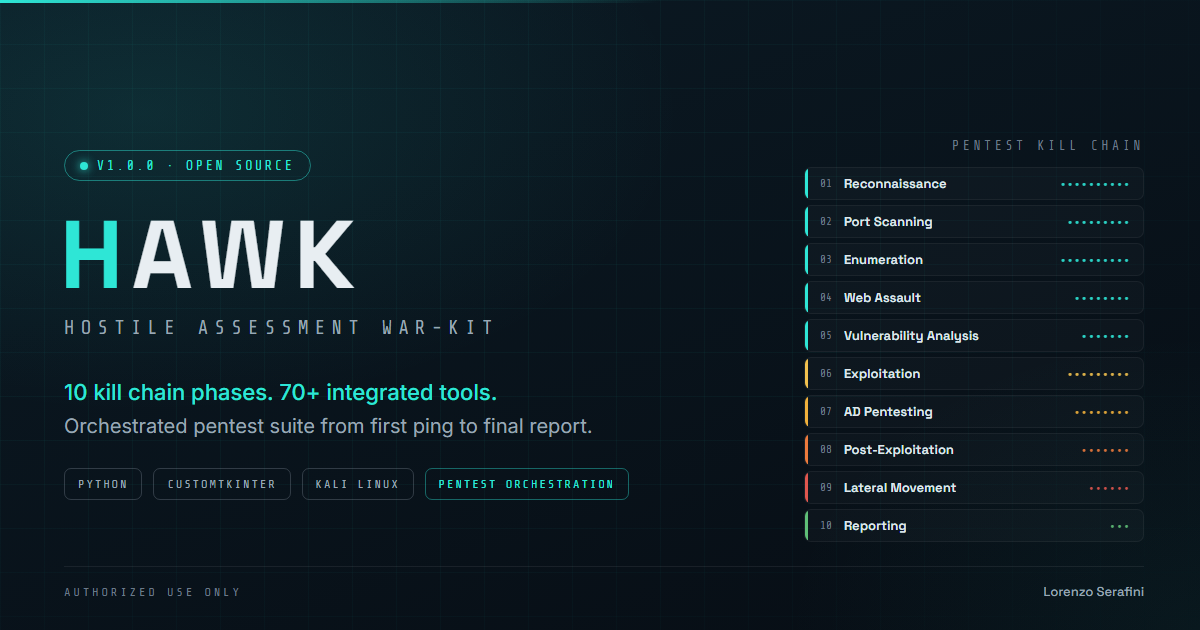 V1.0.0 · OPEN SOURCE
HAWK
HOSTILE ASSESSMENT WAR-KIT
10 kill chain phases. 70+ integrated tools.
Orchestrated pentest suite from first ping to final report.
PYTHON
CUSTOMTKINTER
KALI LINUX
PENTEST ORCHESTRATION
PENTEST KILL CHAIN
01 Reconnaissance
02 Port Scanning
03 Enumeration
04 Web Assault
05 Vulnerability Analysis
06 Exploitation
07 AD Pentesting
08 Post-Exploitation
09 Lateral Movement
10 Reporting
AUTHORIZED USE ONLY
Lorenzo Serafini